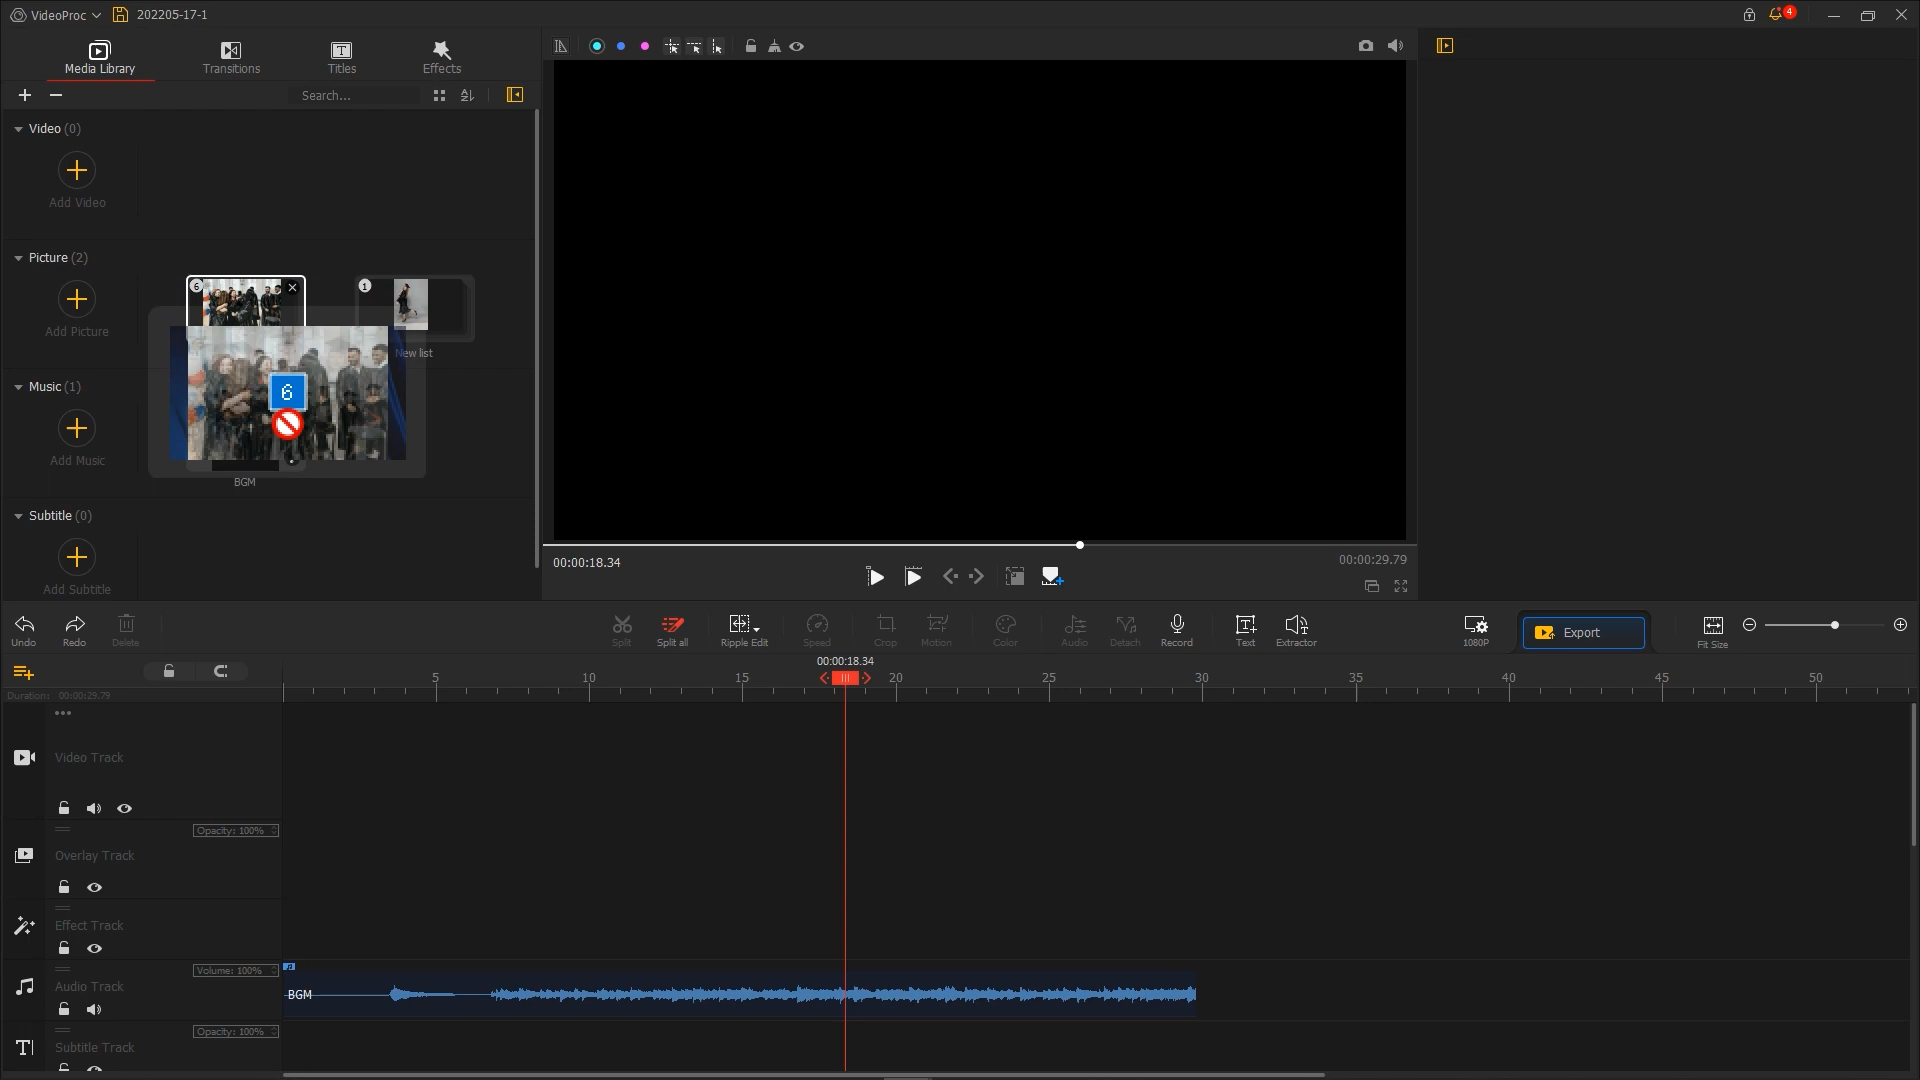 VideoProc
202205-17-1
4
Media Library
Transitions
Titles
Effects
Search...
Video (0)
Add Video
Picture (2)
Add Picture
6
1
New list
6
Music (1)
Add Music
BGM
Subtitle (0)
Add Subtitle
00:00:18.34
00:00:29.79
Undo
Redo
Delete
Split
Split all
Ripple Edit
Speed
Crop
Motion
Color
Audio
Detach
Record
Text
Extractor
1080P
Export
Fit Size
00:00:18.34
5
10
15
20
25
30
35
40
45
50
Duration: 00:00:29.79
Video Track
Opacity: 100%
Overlay Track
Effect Track
Volume: 100%
Audio Track
BGM
Opacity: 100%
Subtitle Track